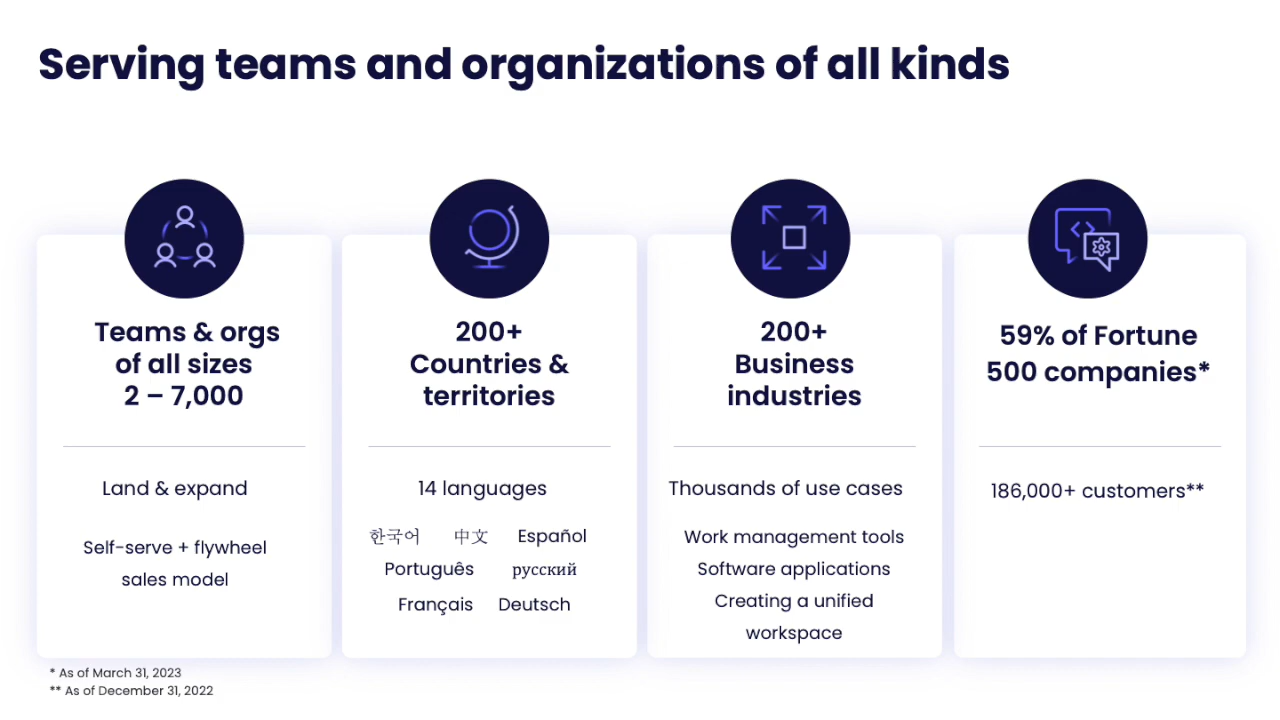 Serving teams and organizations of all kinds
Teams & orgs
of all sizes
2 – 7,000
Land & expand
Self-serve + flywheel
sales model
200+
Countries &
territories
14 languages
한국어 中文 Español
Português русский
Français Deutsch
200+
Business
industries
Thousands of use cases
Work management tools
Software applications
Creating a unified
workspace
59% of Fortune
500 companies*
186,000+ customers**
* As of March 31, 2023
** As of December 31, 2022